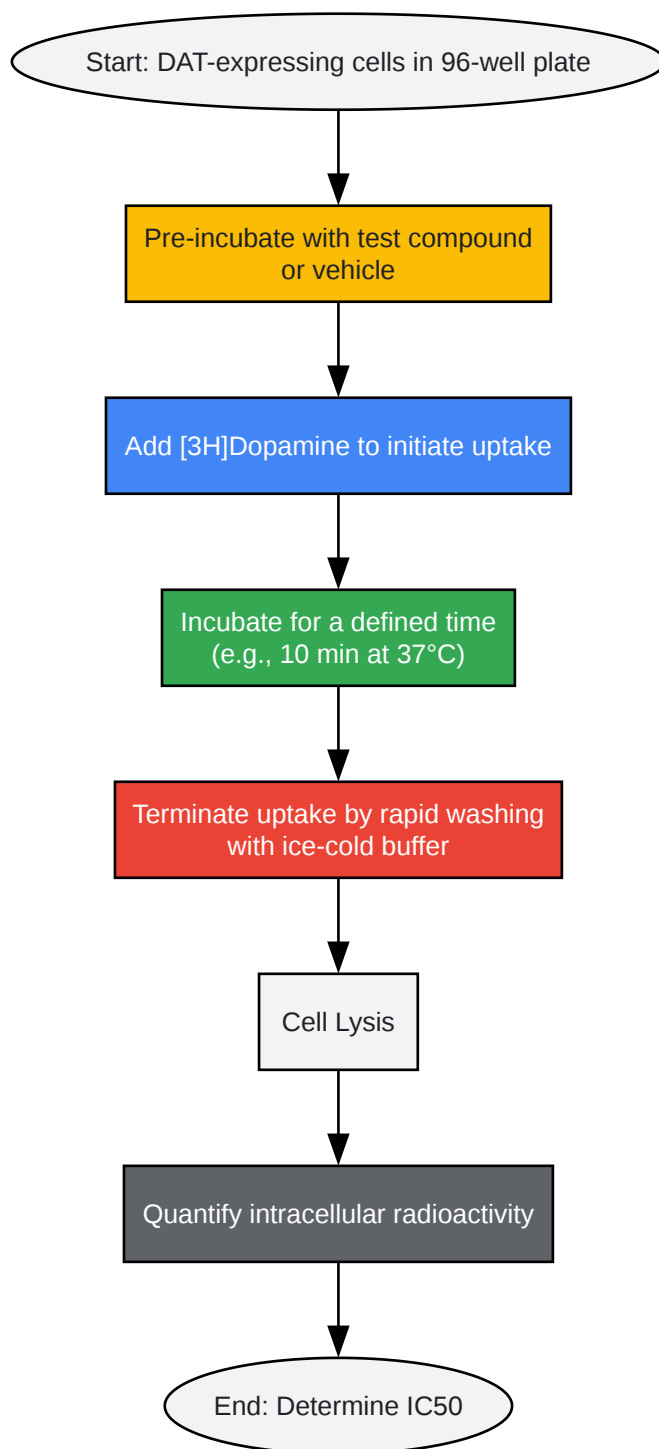 Start: DAT-expressing cells in 96-well plate
Pre-incubate with test compound
or vehicle
Add [3H]Dopamine to initiate uptake
Incubate for a defined time
(e.g., 10 min at 37°C)
Terminate uptake by rapid washing
with ice-cold buffer
Cell Lysis
Quantify intracellular radioactivity
End: Determine IC50